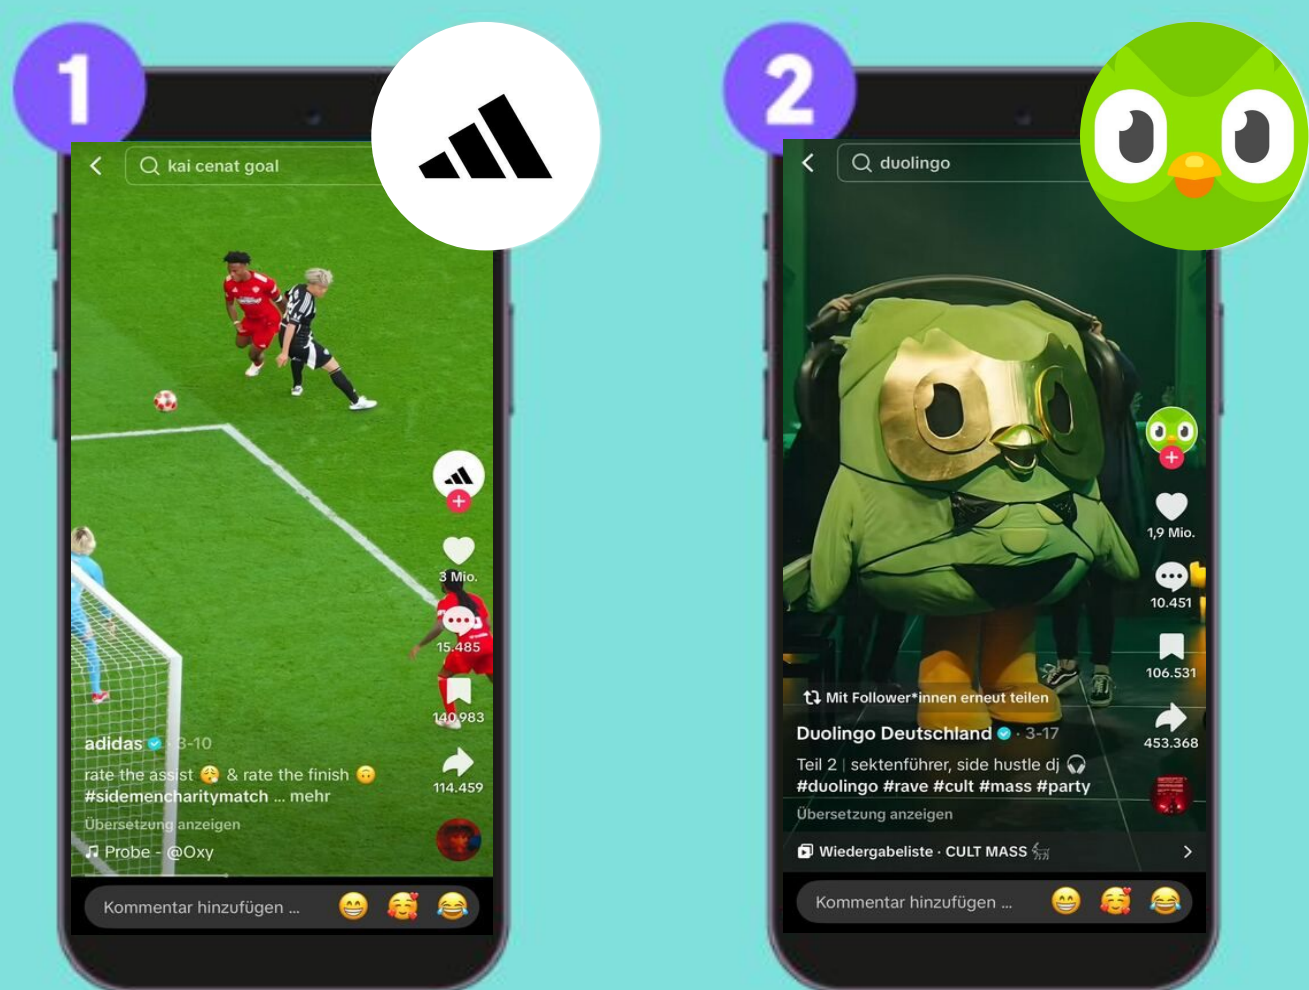 1
kai cenat goal
3 Mio.
15.485
140.983
adidas · 3-10
rate the assist 😮‍💨 & rate the finish 🙃
#sidemencharitymatch ... mehr
114.459
Übersetzung anzeigen
Probe - @Oxy
Kommentar hinzufügen ...
2
duolingo
1,9 Mio.
10.451
106.531
Mit Follower*innen erneut teilen
Duolingo Deutschland · 3-17
453.368
Teil 2 | sektenführer, side hustle dj 🎧
#duolingo #rave #cult #mass #party
Übersetzung anzeigen
Wiedergabeliste · CULT MASS
Kommentar hinzufügen ...